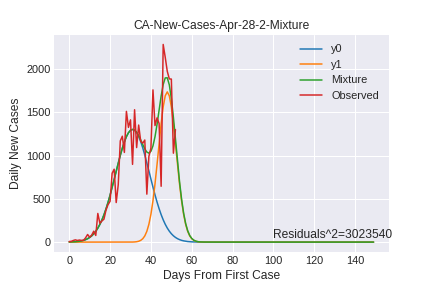 CA-New-Cases-Apr-28-2-Mixture
y0
y1
Mixture
Observed
Daily New Cases
2000
1500
1000
500
0
Residuals^2=3023540
0 20 40 60 80 100 120 140
Days From First Case